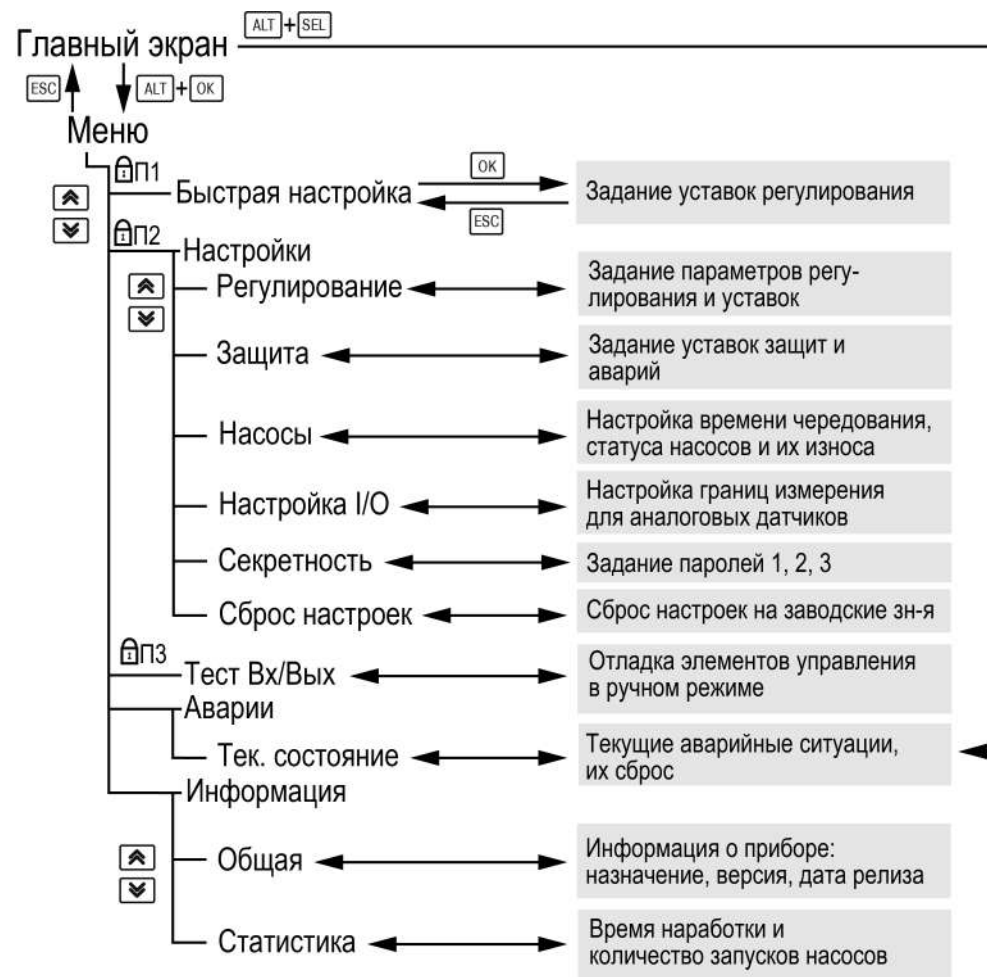 ALT + SEL
Главный экран
ESC ALT + OK
Меню
П1
OK
Быстрая настройка
ESC
Задание уставок регулирования
П2
Настройки
Регулирование
Задание параметров регу-
лирования и уставок
Защита
Задание уставок защит и
аварий
Насосы
Настройка времени чередования,
статуса насосов и их износа
Настройка I/O
Настройка границ измерения
для аналоговых датчиков
Секретность
Задание паролей 1, 2, 3
Сброс настроек
Сброс настроек на заводские зн-я
П3
Тест Вх/Вых
Отладка элементов управления
в ручном режиме
Аварии
Тек. состояние
Текущие аварийные ситуации,
их сброс
Информация
Общая
Информация о приборе:
назначение, версия, дата релиза
Статистика
Время наработки и
количество запусков насосов